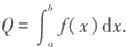 Q = ∫_a^b f(x)dx.